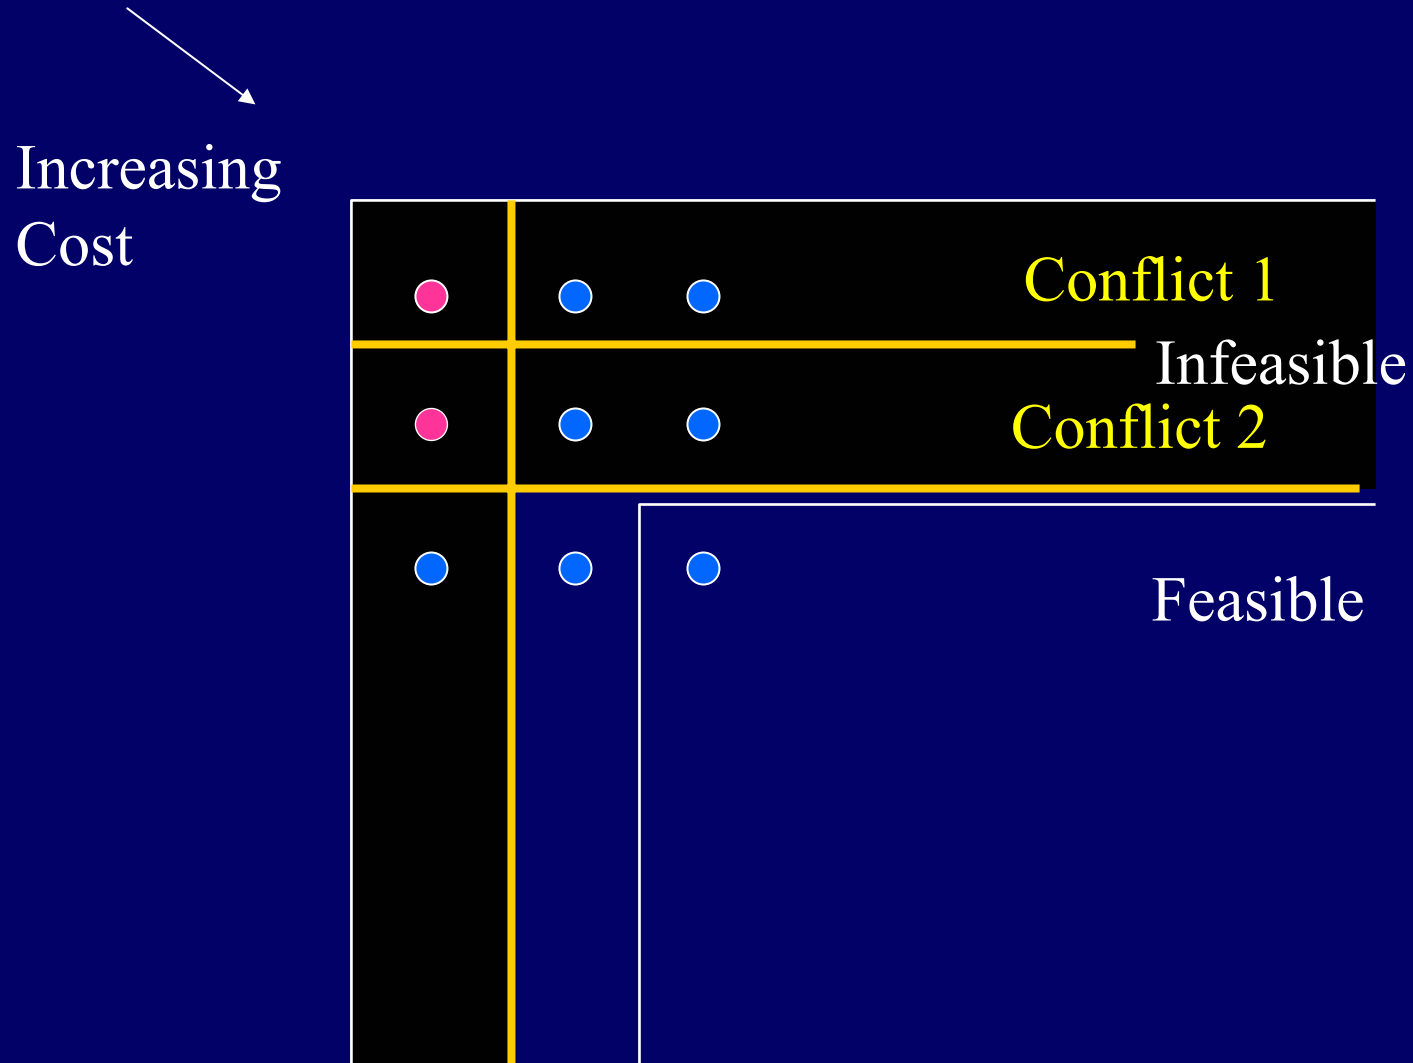 Increasing
Cost
Conflict 1
Infeasible
Conflict 2
Feasible